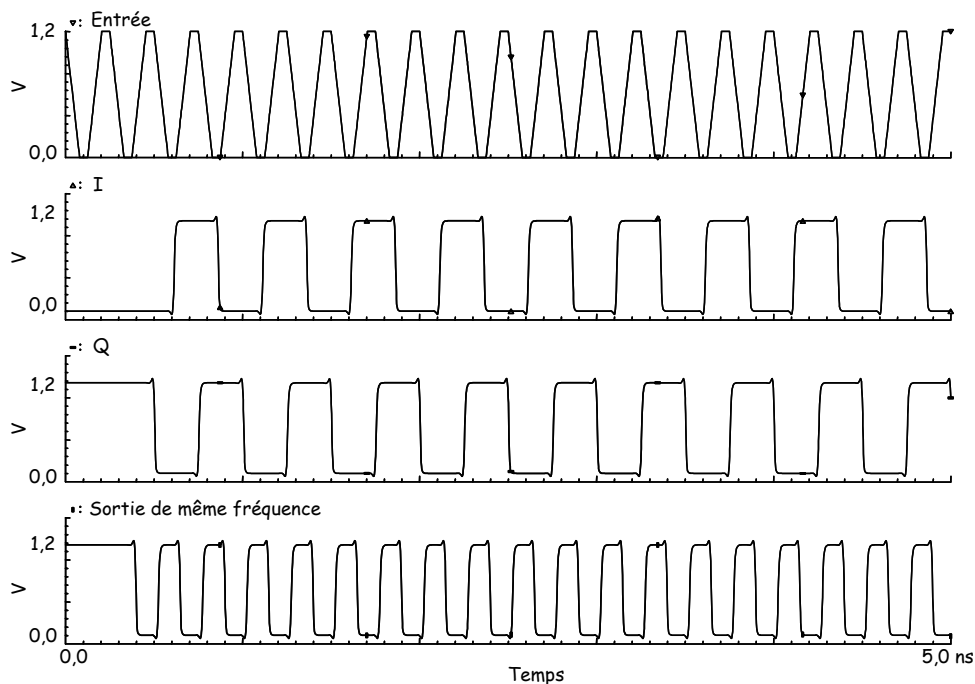 ▼: Entrée
1,2
V
0,0
▲: I
1,2
V
0,0
-: Q
1,2
V
0,0
▮: Sortie de même fréquence
1,2
V
0,0
0,0
5,0 ns
Temps